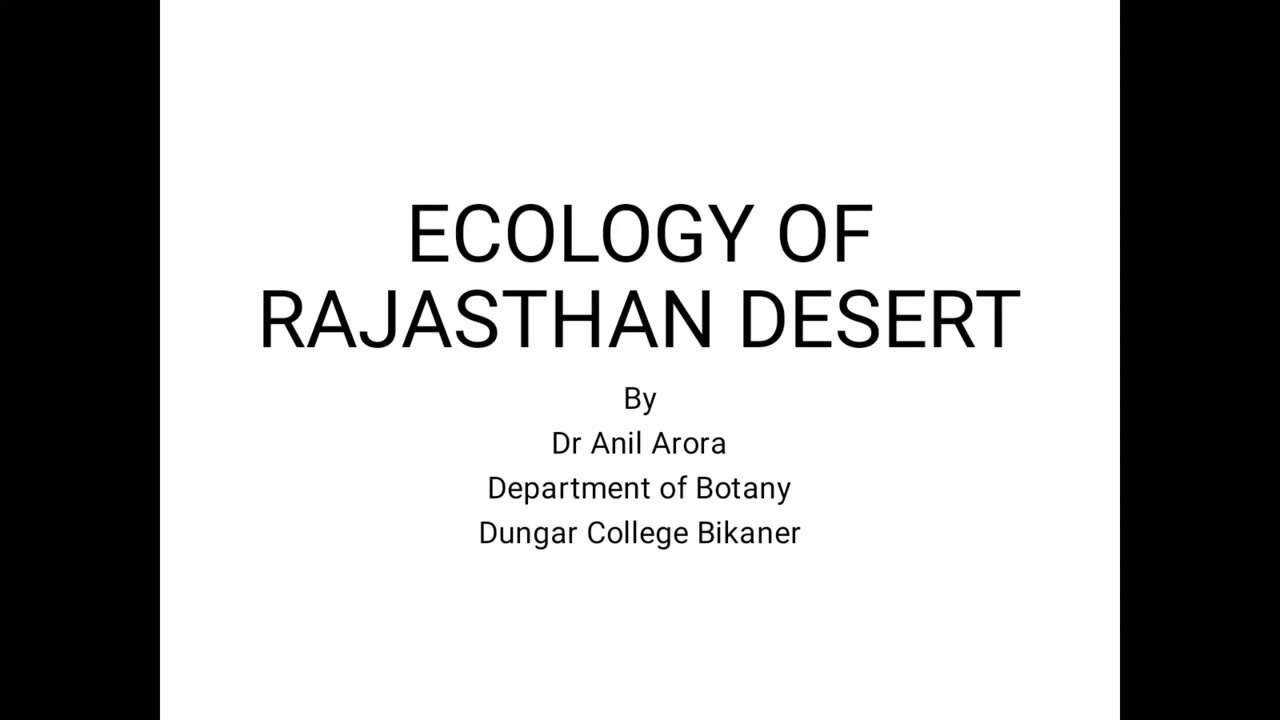 ECOLOGY OF
RAJASTHAN DESERT
By
Dr Anil Arora
Department of Botany
Dungar College Bikaner